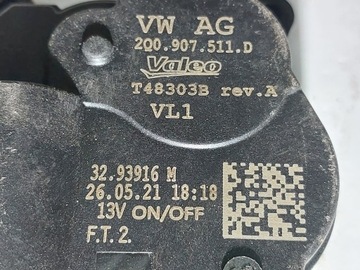 VW AG
2Q0.907.511.D
Valeo
T48303B rev.A
VL1
32.93916 M
26.05.21 18:18
13V ON/OFF
F.T. 2.